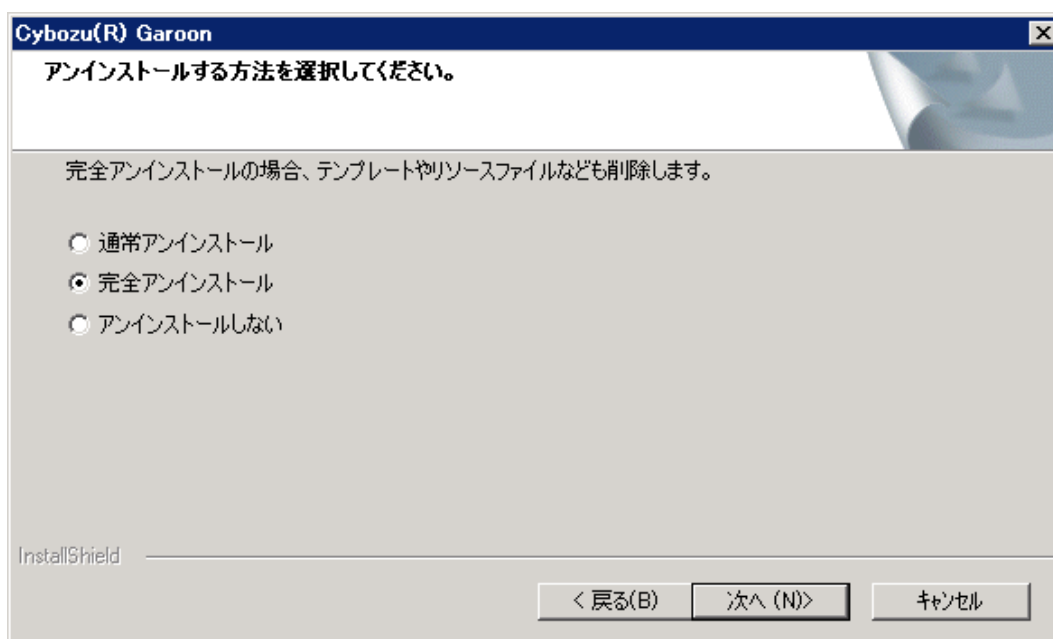 Cybozu(R) Garoon
アンインストールする方法を選択してください。
完全アンインストールの場合、テンプレートやリソースファイルなども削除します。
通常アンインストール
完全アンインストール
アンインストールしない
InstallShield
< 戻る(B) 次へ (N)> キャンセル